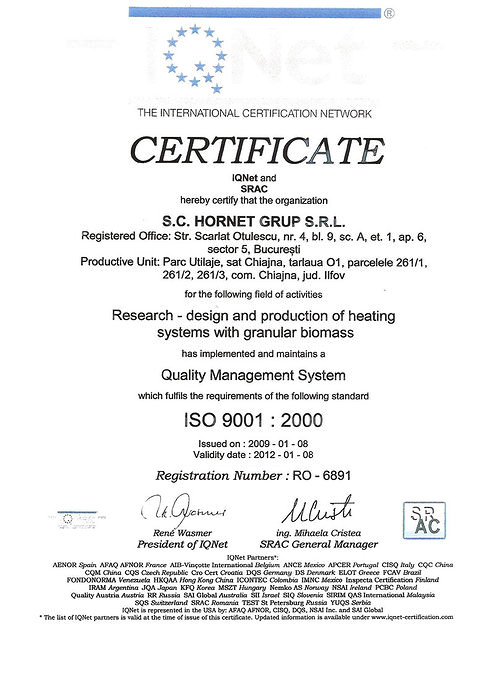 ®
IQNet
THE INTERNATIONAL CERTIFICATION NETWORK
CERTIFICATE
IQNet and
SRAC
hereby certify that the organization
S.C. HORNET GRUP S.R.L.
Registered Office: Str. Scarlat Otulescu, nr. 4, bl. 9, sc. A, et. 1, ap. 6,
sector 5, Bucureşti
Productive Unit: Parc Utilaje, sat Chiajna, tarlaua O1, parcelele 261/1,
261/2, 261/3, com. Chiajna, jud. Ilfov
for the following field of activities
Research - design and production of heating
systems with granular biomass
has implemented and maintains a
Quality Management System
which fulfils the requirements of the following standard
ISO 9001 : 2000
Issued on : 2009 - 01 - 08
Validity date : 2012 - 01 - 08
Registration Number : RO - 6891
René Wasmer
President of IQNet
ing. Mihaela Cristea
SRAC General Manager
SR
AC
IQNet Partners*:
AENOR Spain AFAQ AFNOR France AIB-Vinçotte International Belgium ANCE Mexico APCER Portugal CISQ Italy CQC China
CQM China CQS Czech Republic Cro Cert Croatia DQS Germany DS Denmark ELOT Greece FCAV Brazil
FONDONORMA Venezuela HKQAA Hong Kong China ICONTEC Colombia IMNC Mexico Inspecta Certification Finland
IRAM Argentina JQA Japan KFQ Korea MSZT Hungary Nemko AS Norway NSAI Ireland PCBC Poland
Quality Austria Austria RR Russia SAI Global Australia SII Israel SIQ Slovenia SIRIM QAS International Malaysia
SQS Switzerland SRAC Romania TEST St Petersburg Russia YUQS Serbia
IQNet is represented in the USA by: AFAQ AFNOR, CISQ, DQS, NSAI Inc. and SAI Global
* The list of IQNet partners is valid at the time of issue of this certificate. Updated information is available under www.iqnet-certification.com